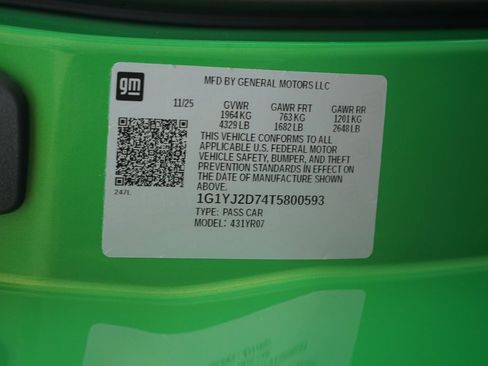 gm
MFD BY GENERAL MOTORS LLC
11/25 GVWR GAWR FRT GAWR RR
1964 KG 763 KG 1201 KG
4329 LB 1682 LB 2648 LB
THIS VEHICLE CONFORMS TO ALL
APPLICABLE U.S. FEDERAL MOTOR
VEHICLE SAFETY, BUMPER, AND THEFT
PREVENTION STANDARDS IN EFFECT ON
THE DATE OF MANUFACTURE SHOWN
ABOVE.
247L
1G1YJ2D74T5800593
TYPE: PASS CAR
MODEL: 431YR07